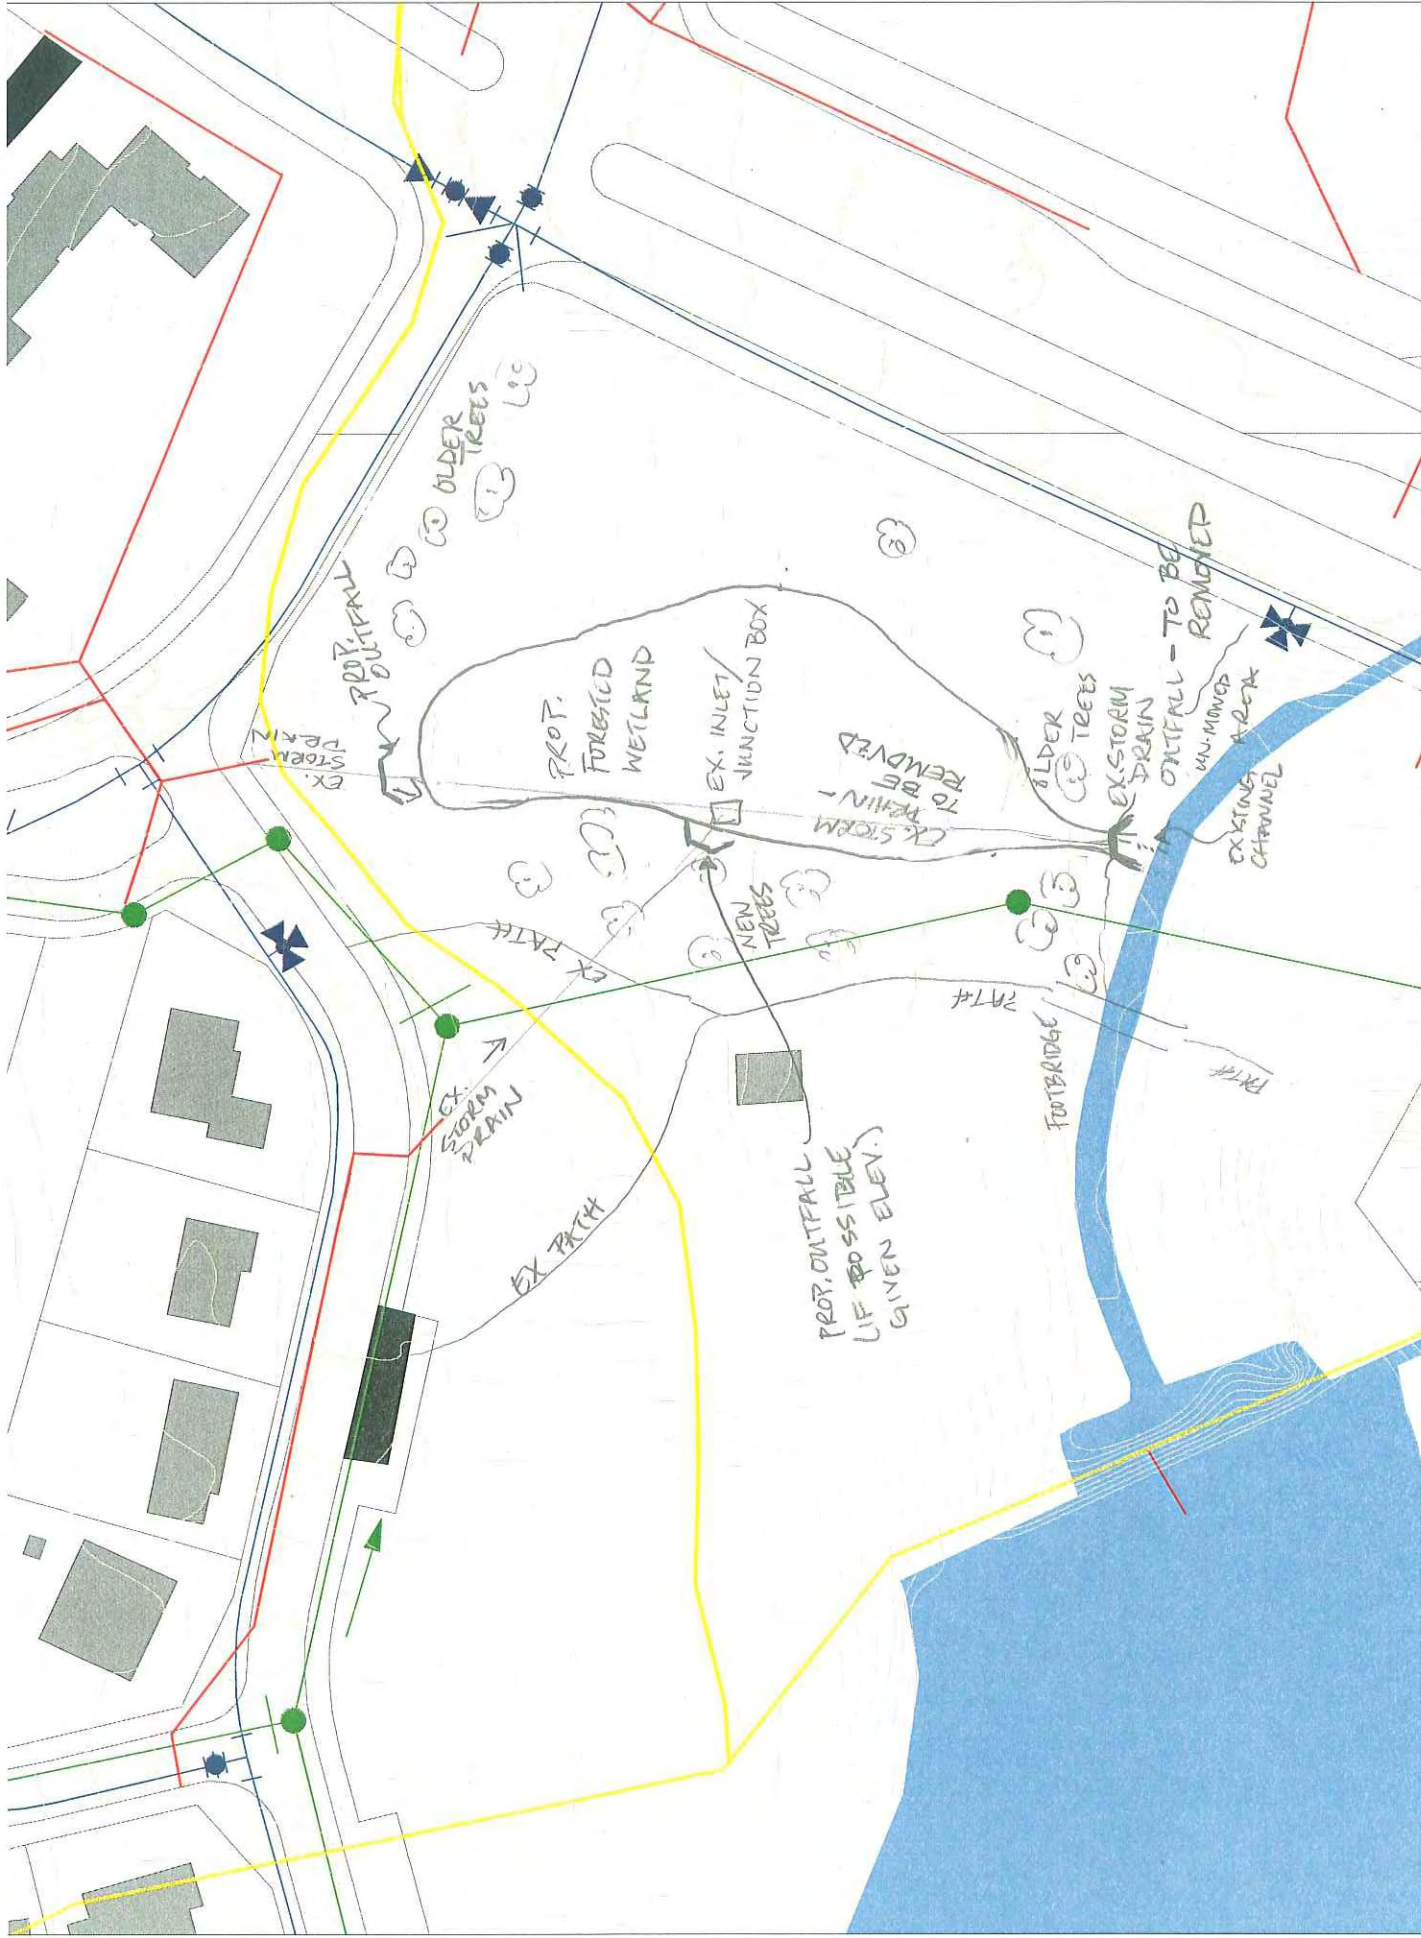 OLDER
TREES
PROP.
OUTFALL
EX.
STORM
DRAIN
PROP.
FORESTED
WETLAND
EX. INLET/
JUNCTION BOX
EX. STORM
DRAIN -
TO BE
REMOVED
OLDER
TREES
EX STORM
DRAIN
OUTFALL - TO BE
REMOVED
UN-MOWED
AREA
EXISTING
CHANNEL
NEW
TREES
EX PATH
PATH
FOOTBRIDGE
PATH
EX.
STORM
DRAIN
EX PATH
PROP. OUTFALL
(IF POSSIBLE
GIVEN ELEV.)